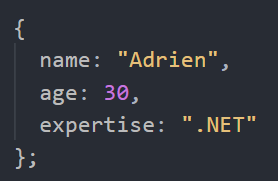 {
name: "Adrien",
age: 30,
expertise: ".NET"
};